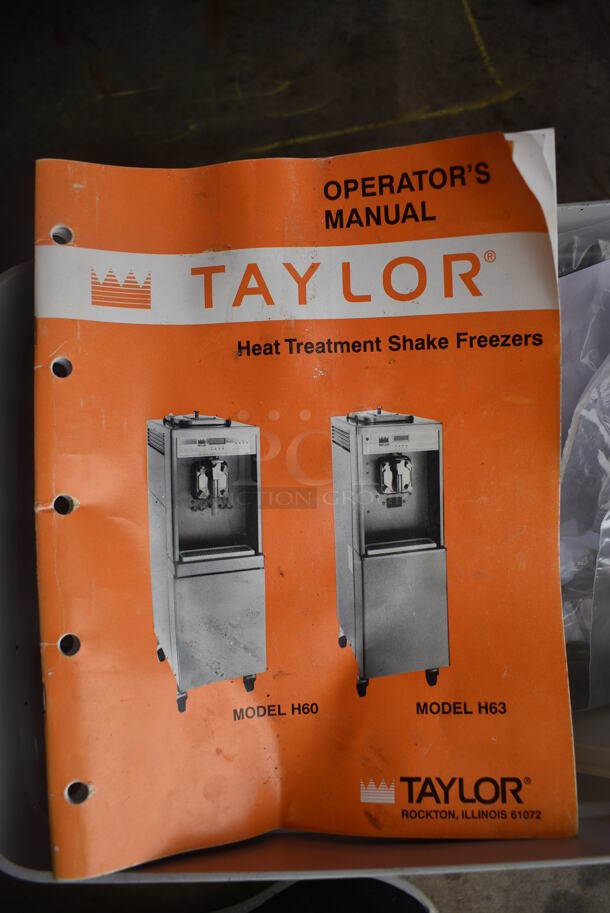 OPERATOR'S
MANUAL
TAYLOR®
Heat Treatment Shake Freezers
MODEL H60
MODEL H63
TAYLOR®
ROCKTON, ILLINOIS 61072